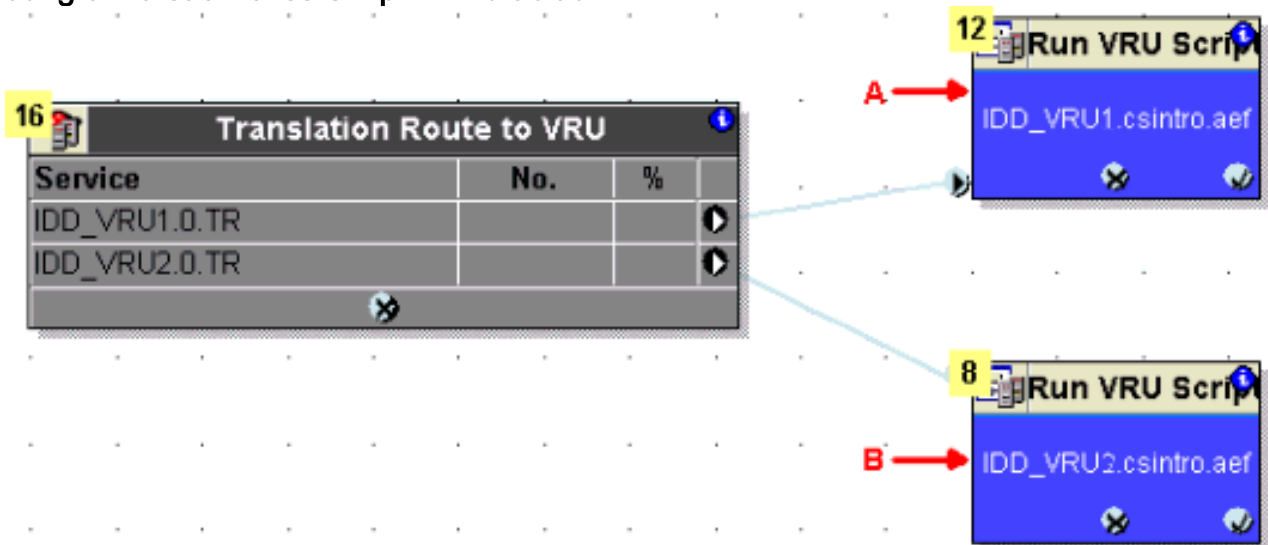 12
Run VRU Script
A
IDD_VRU1.csintro.aef
16
Translation Route to VRU
Service No. %
IDD_VRU1.0.TR
IDD_VRU2.0.TR
8
Run VRU Script
B
IDD_VRU2.csintro.aef